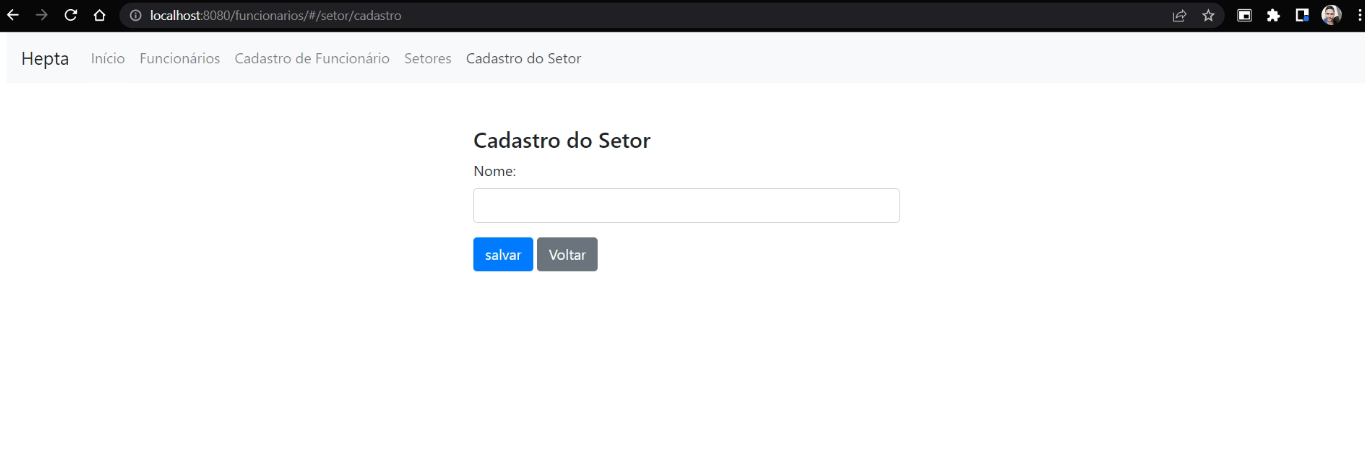 localhost:8080/funcionarios/#/setor/cadastro
Hepta Início Funcionários Cadastro de Funcionário Setores Cadastro do Setor
Cadastro do Setor
Nome:
salvar Voltar